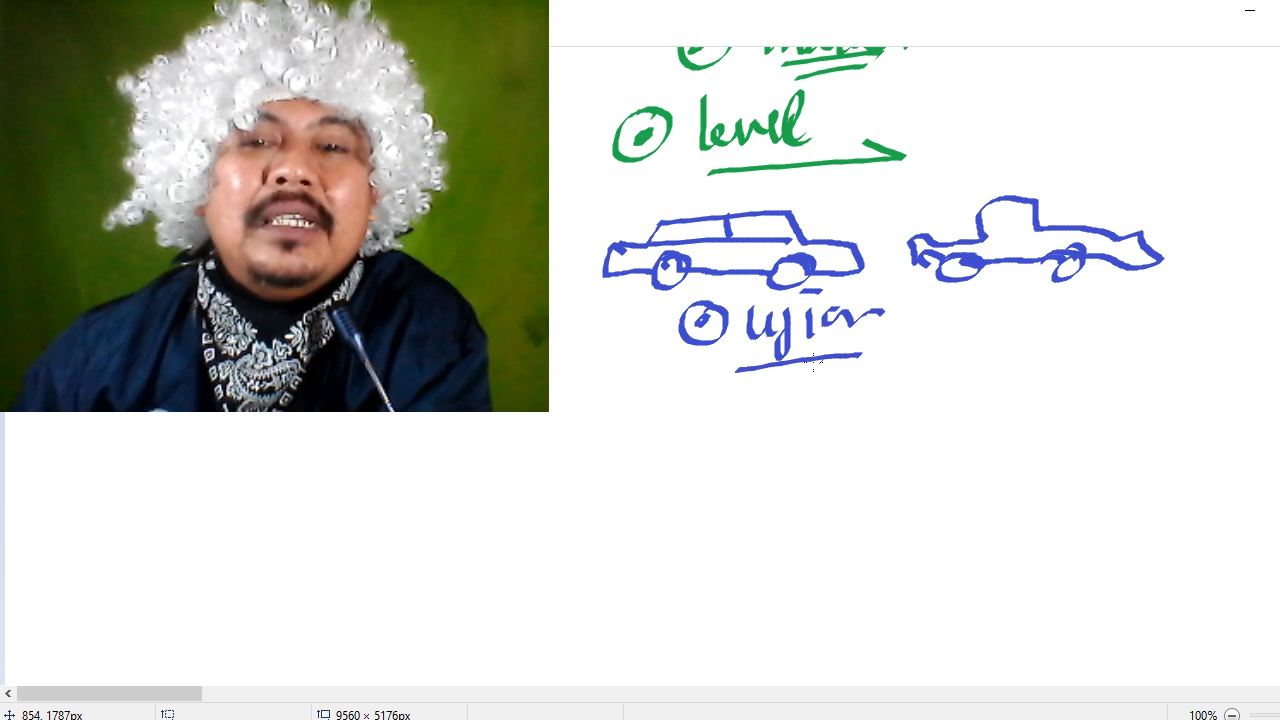 level
ujian
854, 1787px
9560 × 5176px
100%